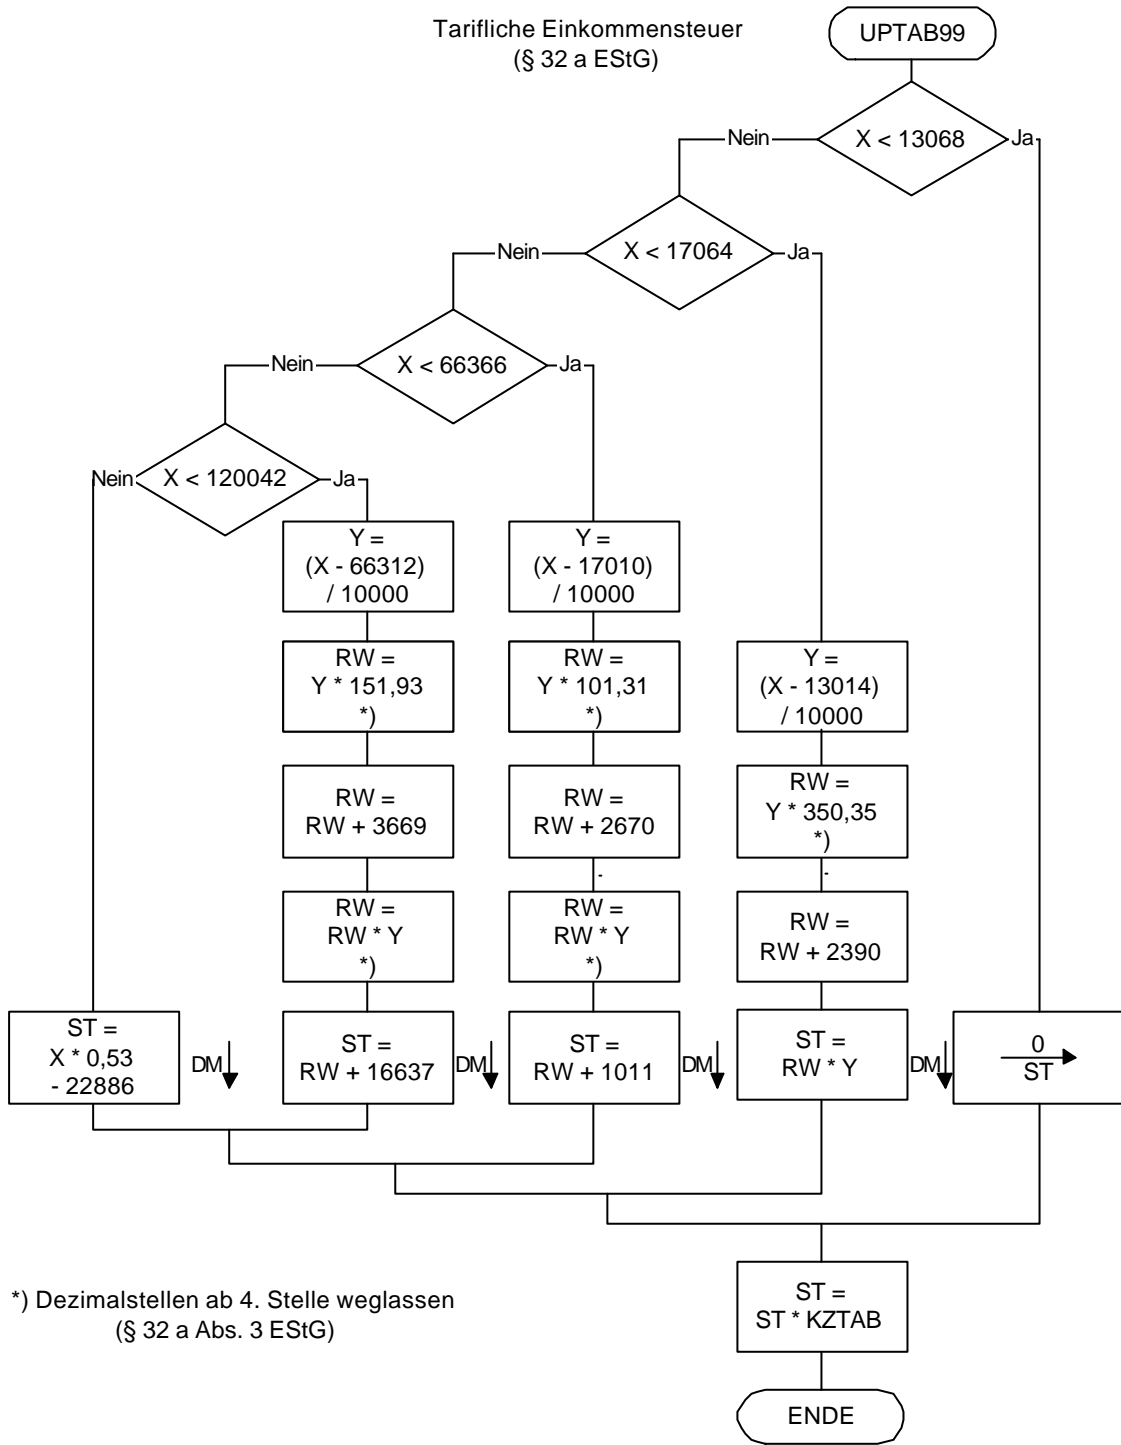 Tarifliche Einkommensteuer
(§ 32 a EStG)
UPTAB99
X < 13068
Nein
Ja
X < 17064
Nein
Ja
X < 66366
Nein
Ja
X < 120042
Nein
Ja
Y =
(X - 66312)
/ 10000
Y =
(X - 17010)
/ 10000
RW =
Y * 151,93
*)
RW =
Y * 101,31
*)
Y =
(X - 13014)
/ 10000
RW =
RW + 3669
RW =
RW + 2670
RW =
Y * 350,35
*)
RW =
RW * Y
*)
RW =
RW * Y
*)
RW =
RW + 2390
ST =
X * 0,53
- 22886
DM
ST =
RW + 16637
DM
ST =
RW + 1011
DM
ST =
RW * Y
DM
0
ST
*) Dezimalstellen ab 4. Stelle weglassen
(§ 32 a Abs. 3 EStG)
ST =
ST * KZTAB
ENDE